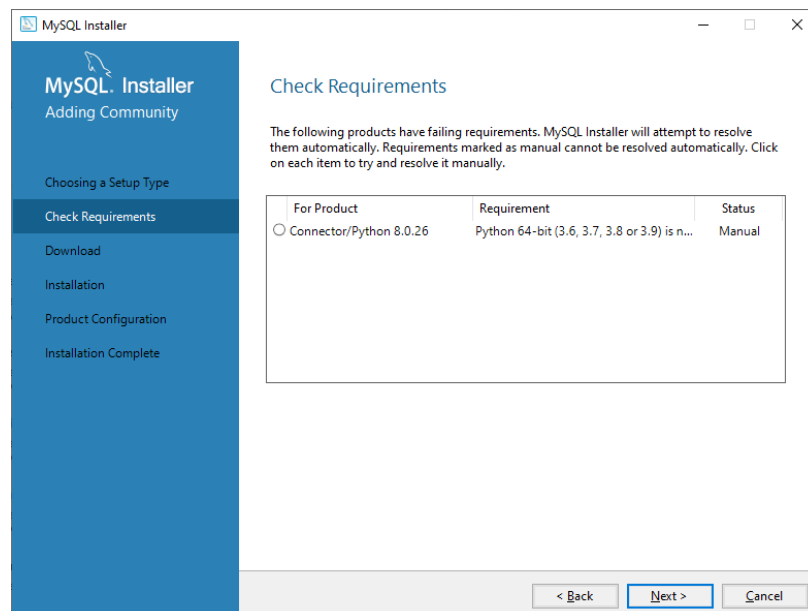 MySQL Installer
MySQL. Installer
Adding Community
Choosing a Setup Type
Check Requirements
Download
Installation
Product Configuration
Installation Complete
Check Requirements
The following products have failing requirements. MySQL Installer will attempt to resolve
them automatically. Requirements marked as manual cannot be resolved automatically. Click
on each item to try and resolve it manually.
For Product Requirement Status
Connector/Python 8.0.26 Python 64-bit (3.6, 3.7, 3.8 or 3.9) is n... Manual
< Back Next > Cancel